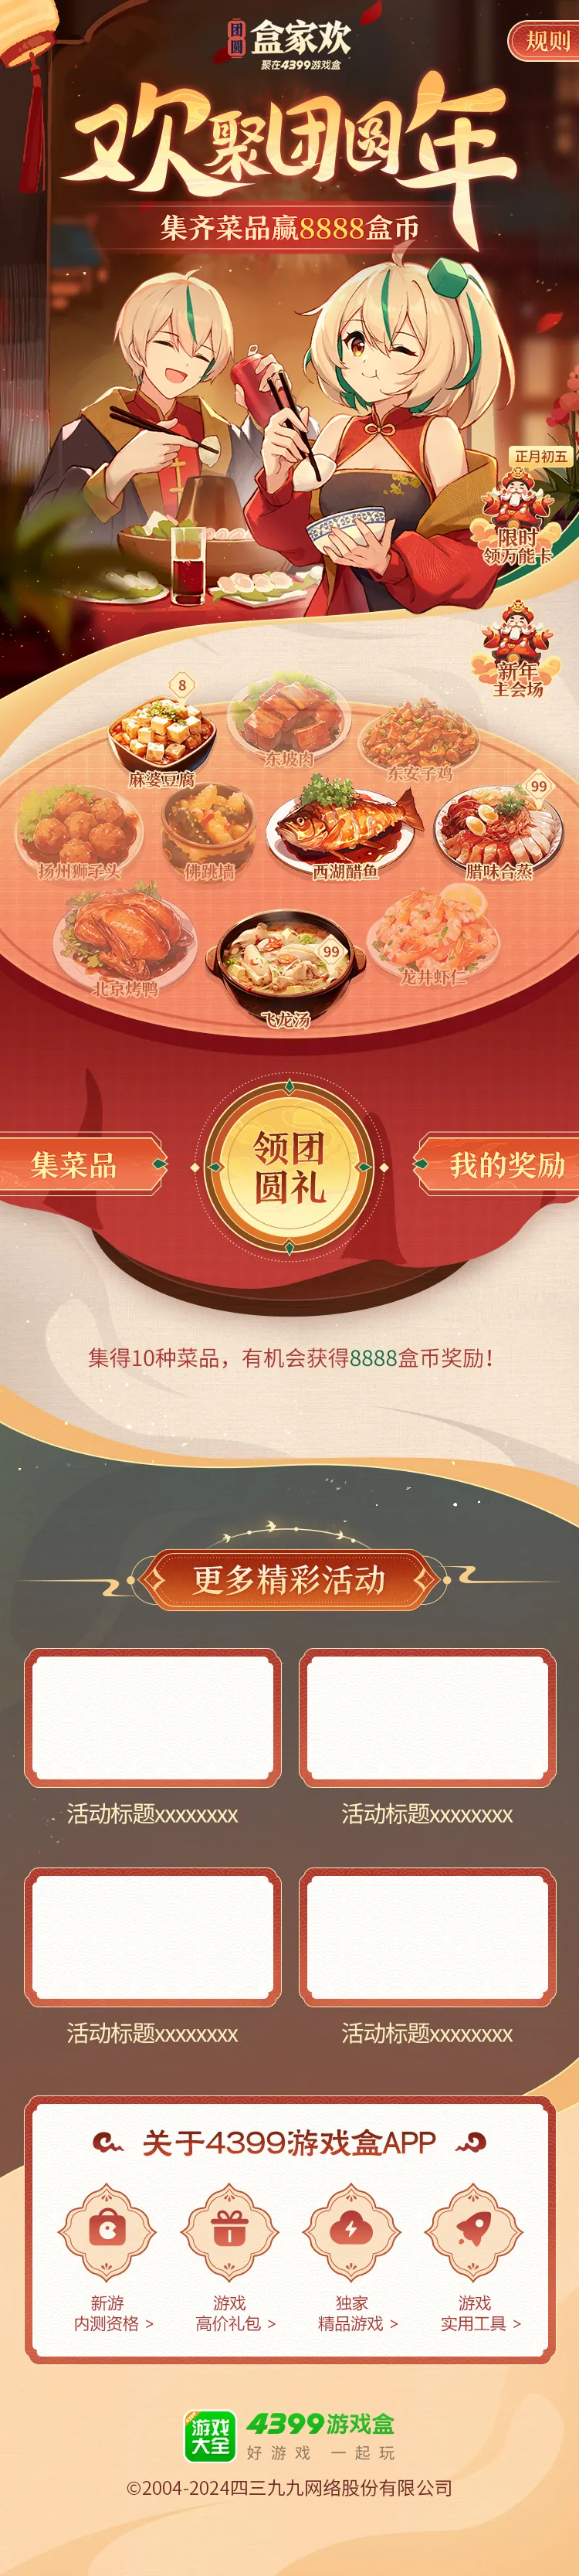 团圆
盒家欢
聚在4399游戏盒
规则
欢聚团圆年
集齐菜品赢8888盒币
正月初五
限时
领万能卡
新年
主会场
8
麻婆豆腐
东坡肉
东安子鸡
99
扬州狮子头
佛跳墙
西湖醋鱼
腊味合蒸
99
北京烤鸭
龙井虾仁
飞龙汤
集菜品
领团
圆礼
我的奖励
集得10种菜品，有机会获得8888盒币奖励！
更多精彩活动
活动标题xxxxxxxx
活动标题xxxxxxxx
活动标题xxxxxxxx
活动标题xxxxxxxx
关于4399游戏盒APP
新游
内测资格 >
游戏
高价礼包 >
独家
精品游戏 >
游戏
实用工具 >
游戏
大全
4399游戏盒
好游戏 一起玩
©2004-2024四三九九网络股份有限公司